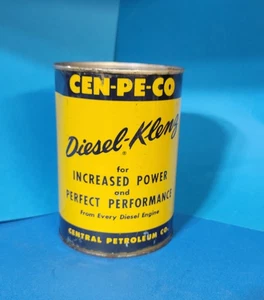 CEN-PE-CO
Diesel-Klenz
®
for
INCREASED POWER
and
PERFECT PERFORMANCE
from Every Diesel Engine
CENTRAL PETROLEUM CO.